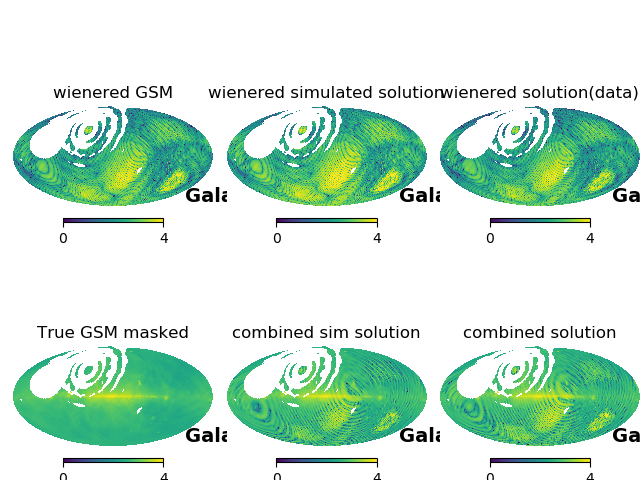 wienered GSM
wienered simulated solution
wienered solution(data)
Gala
Gala
Ga
0 4
0 4
0 4
True GSM masked
combined sim solution
combined solution
Gala
Gala
Ga
0 4
0 4
0 4